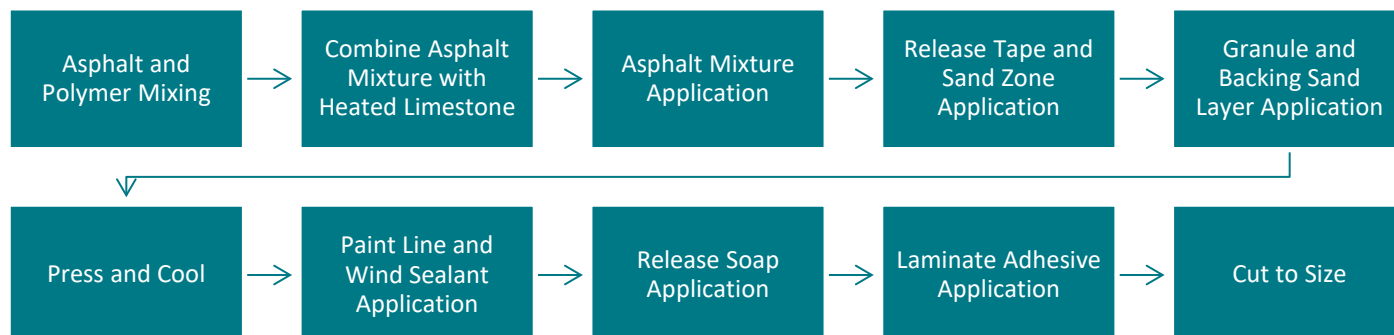 Asphalt and
Polymer Mixing
Combine Asphalt
Mixture with
Heated Limestone
Asphalt Mixture
Application
Release Tape and
Sand Zone
Application
Granule and
Backing Sand
Layer Application
Press and Cool
Paint Line and
Wind Sealant
Application
Release Soap
Application
Laminate Adhesive
Application
Cut to Size